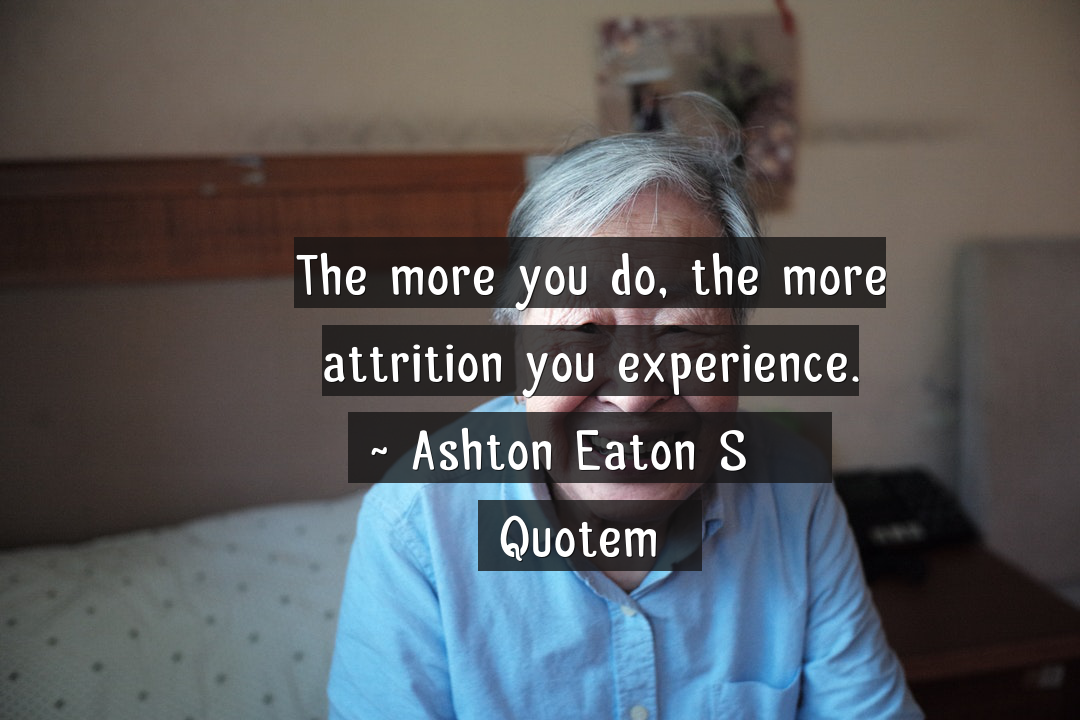 The more you do, the more
attrition you experience.
~ Ashton Eaton S
Quotem